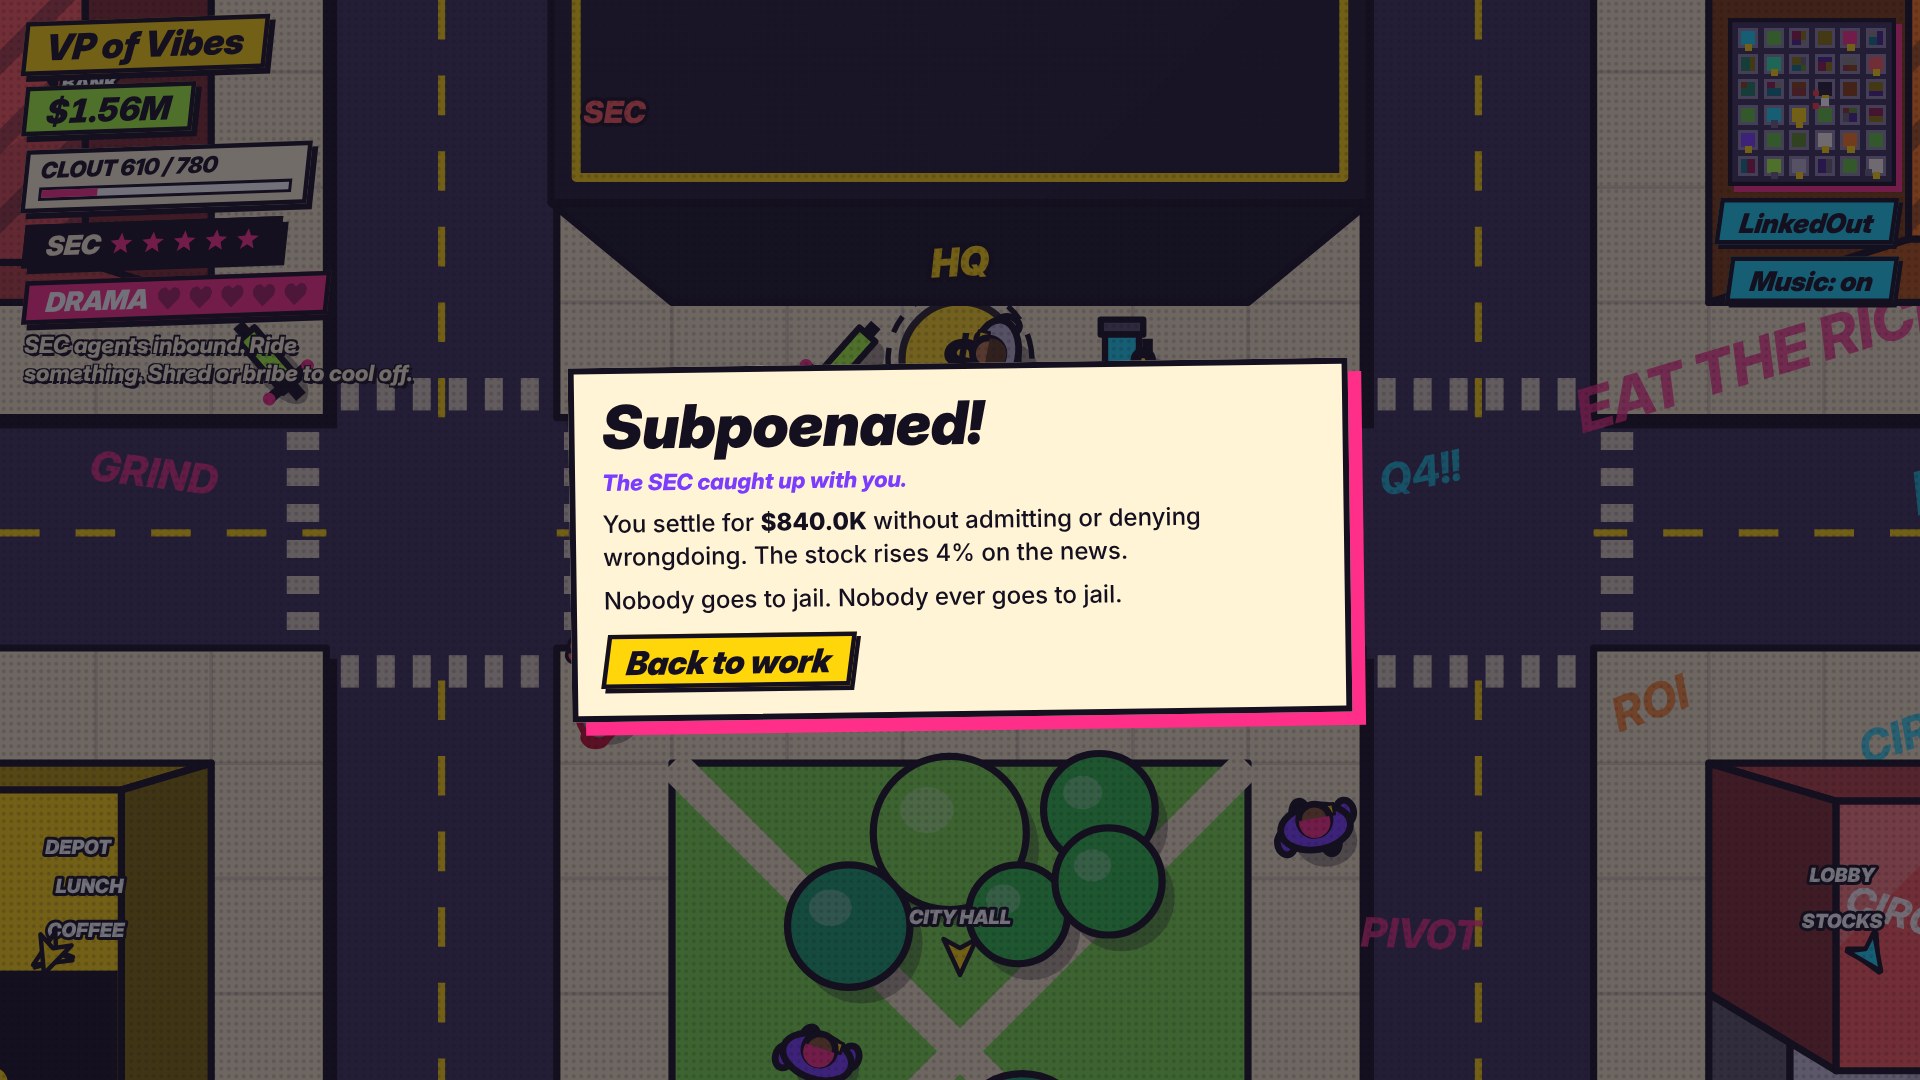 VP of Vibes
BANK
$1.56M
CLOUT 610 / 780
SEC
DRAMA
SEC agents inbound. Ride
something. Shred or bribe to cool off.
SEC
HQ
LinkedOut
Music: on
EAT THE RIC
GRIND
Q4!!
Subpoenaed!
The SEC caught up with you.
You settle for $840.0K without admitting or denying
wrongdoing. The stock rises 4% on the news.
Nobody goes to jail. Nobody ever goes to jail.
Back to work
ROI
CIR
DEPOT
LUNCH
COFFEE
CITY HALL
PIVOT
LOBBY
CIRC
STOCKS